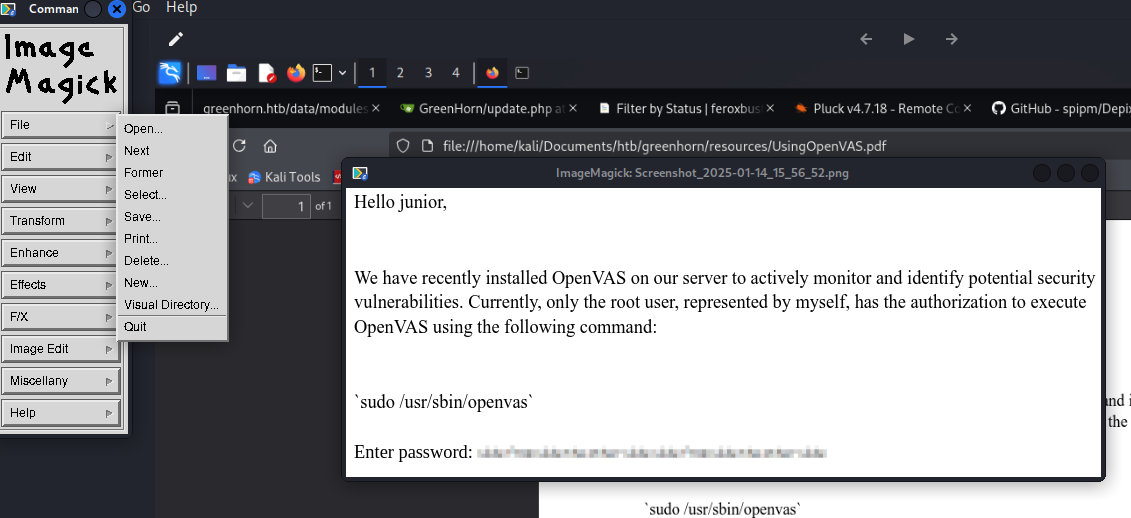 Comman
Go Help
Image
Magick
1 2 3 4
greenhorn.htb/data/modules GreenHorn/update.php at Filter by Status | feroxbus Pluck v4.7.18 - Remote Co GitHub - spipm/Depix
File
Edit
View
Transform
Enhance
Effects
F/X
Image Edit
Miscellany
Help
Open...
Next
Former
Select...
Save...
Print...
Delete...
New...
Visual Directory...
Quit
file:///home/kali/Documents/htb/greenhorn/resources/UsingOpenVAS.pdf
Kali Tools
1 of 1
ImageMagick: Screenshot_2025-01-14_15_56_52.png
Hello junior,
We have recently installed OpenVAS on our server to actively monitor and identify potential security
vulnerabilities. Currently, only the root user, represented by myself, has the authorization to execute
OpenVAS using the following command:
`sudo /usr/sbin/openvas`
Enter password:
and i
the
`sudo /usr/sbin/openvas`